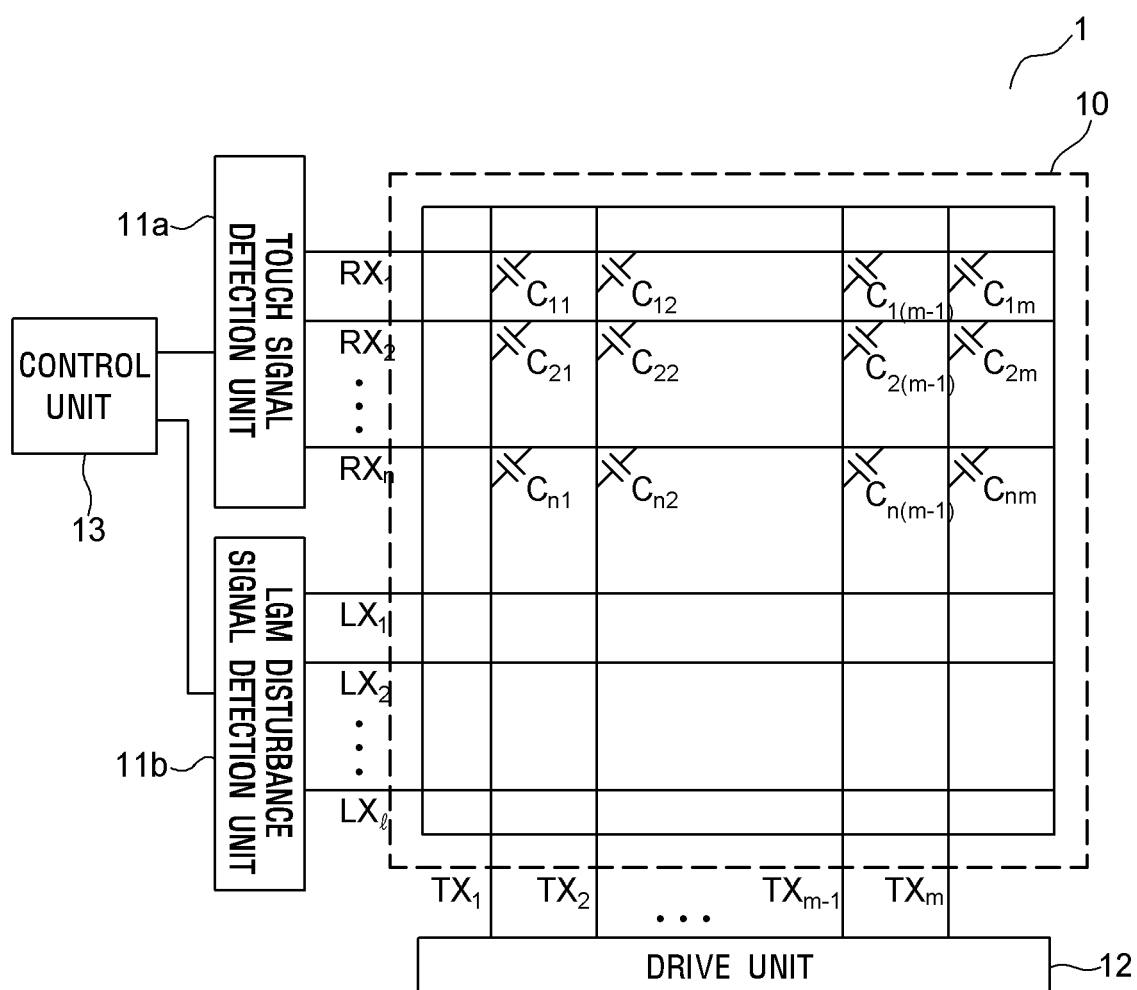 1
10
11a
TOUCH SIGNAL
DETECTION UNIT
RX₁
C₁₁
C₁₂
C₁₍ₘ₋₁₎
C₁ₘ
RX₂
C₂₁
C₂₂
C₂₍ₘ₋₁₎
C₂ₘ
CONTROL
UNIT
13
RXₙ
Cₙ₁
Cₙ₂
Cₙ₍ₘ₋₁₎
Cₙₘ
LGM DISTURBANCE
SIGNAL DETECTION UNIT
11b
LX₁
LX₂
LXℓ
TX₁
TX₂
TXₘ₋₁
TXₘ
DRIVE UNIT
12